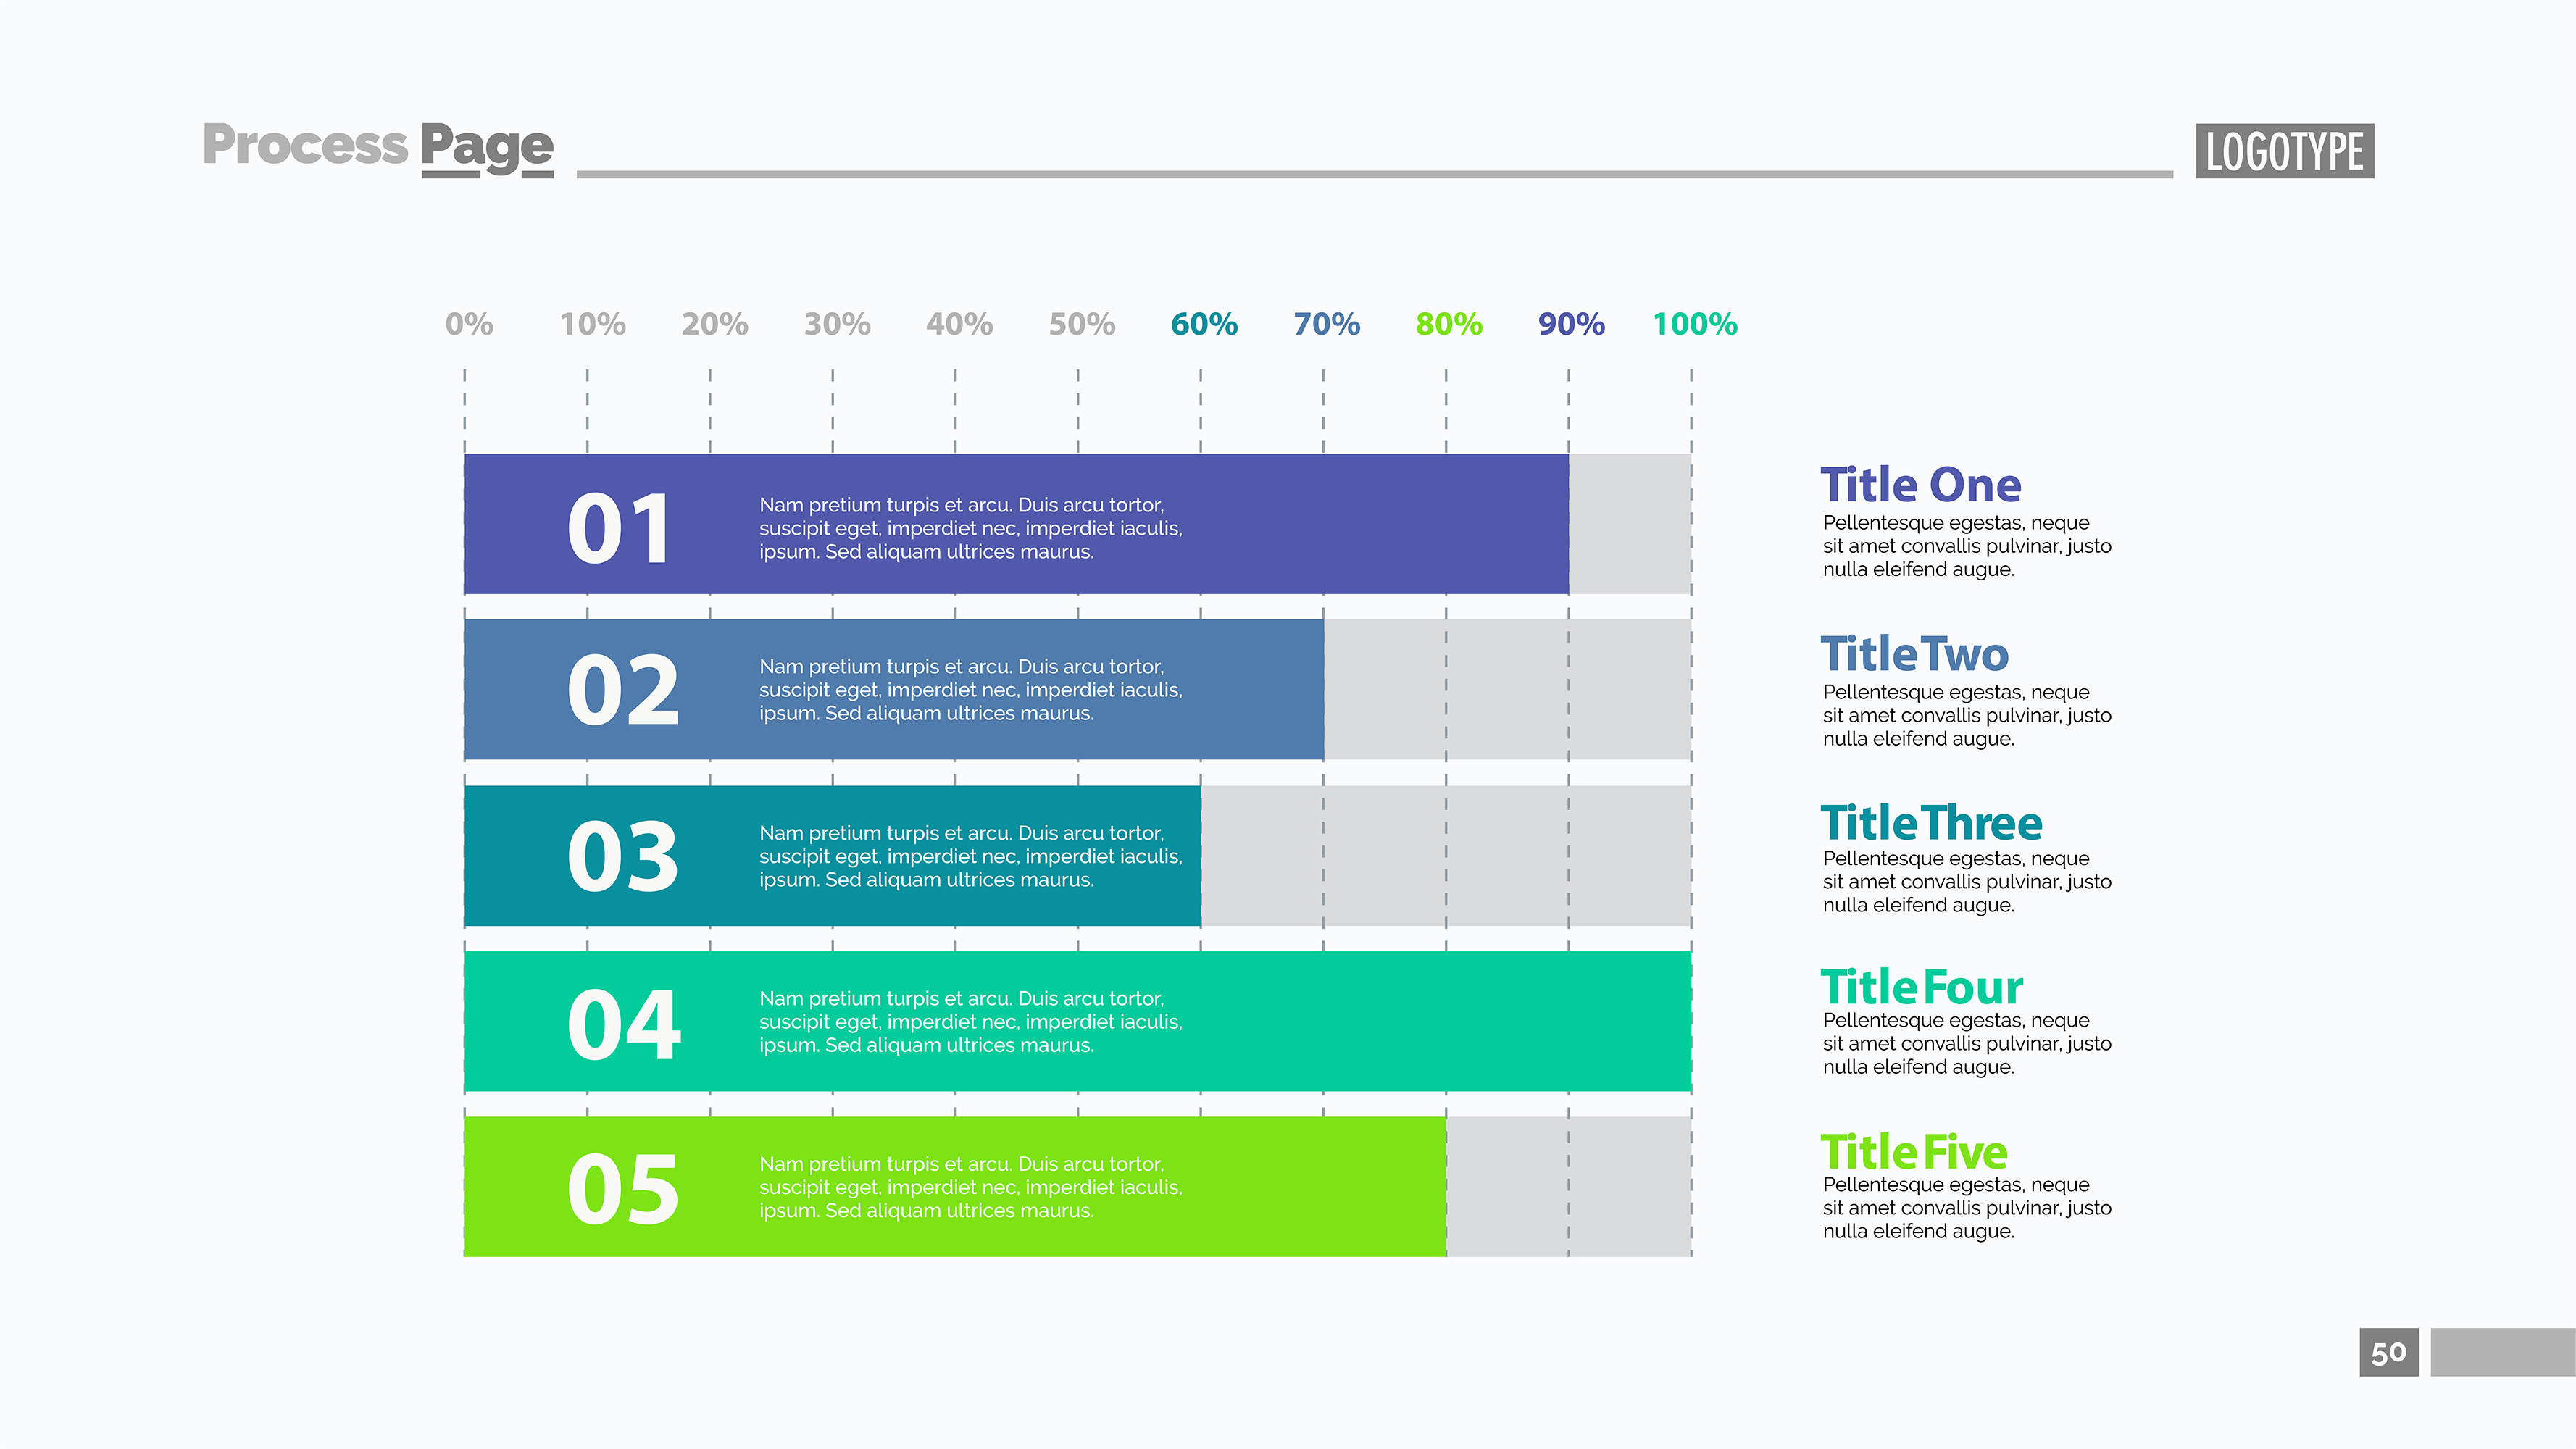 Process Page
LOGOTYPE
0% 10% 20% 30% 40% 50% 60% 70% 80% 90% 100%
01
Nam pretium turpis et arcu. Duis arcu tortor,
suscipit eget, imperdiet nec, imperdiet iaculis,
ipsum. Sed aliquam ultrices maurus.
Title One
Pellentesque egestas, neque
sit amet convallis pulvinar, justo
nulla eleifend augue.
02
Nam pretium turpis et arcu. Duis arcu tortor,
suscipit eget, imperdiet nec, imperdiet iaculis,
ipsum. Sed aliquam ultrices maurus.
Title Two
Pellentesque egestas, neque
sit amet convallis pulvinar, justo
nulla eleifend augue.
03
Nam pretium turpis et arcu. Duis arcu tortor,
suscipit eget, imperdiet nec, imperdiet iaculis,
ipsum. Sed aliquam ultrices maurus.
Title Three
Pellentesque egestas, neque
sit amet convallis pulvinar, justo
nulla eleifend augue.
04
Nam pretium turpis et arcu. Duis arcu tortor,
suscipit eget, imperdiet nec, imperdiet iaculis,
ipsum. Sed aliquam ultrices maurus.
Title Four
Pellentesque egestas, neque
sit amet convallis pulvinar, justo
nulla eleifend augue.
05
Nam pretium turpis et arcu. Duis arcu tortor,
suscipit eget, imperdiet nec, imperdiet iaculis,
ipsum. Sed aliquam ultrices maurus.
Title Five
Pellentesque egestas, neque
sit amet convallis pulvinar, justo
nulla eleifend augue.
50